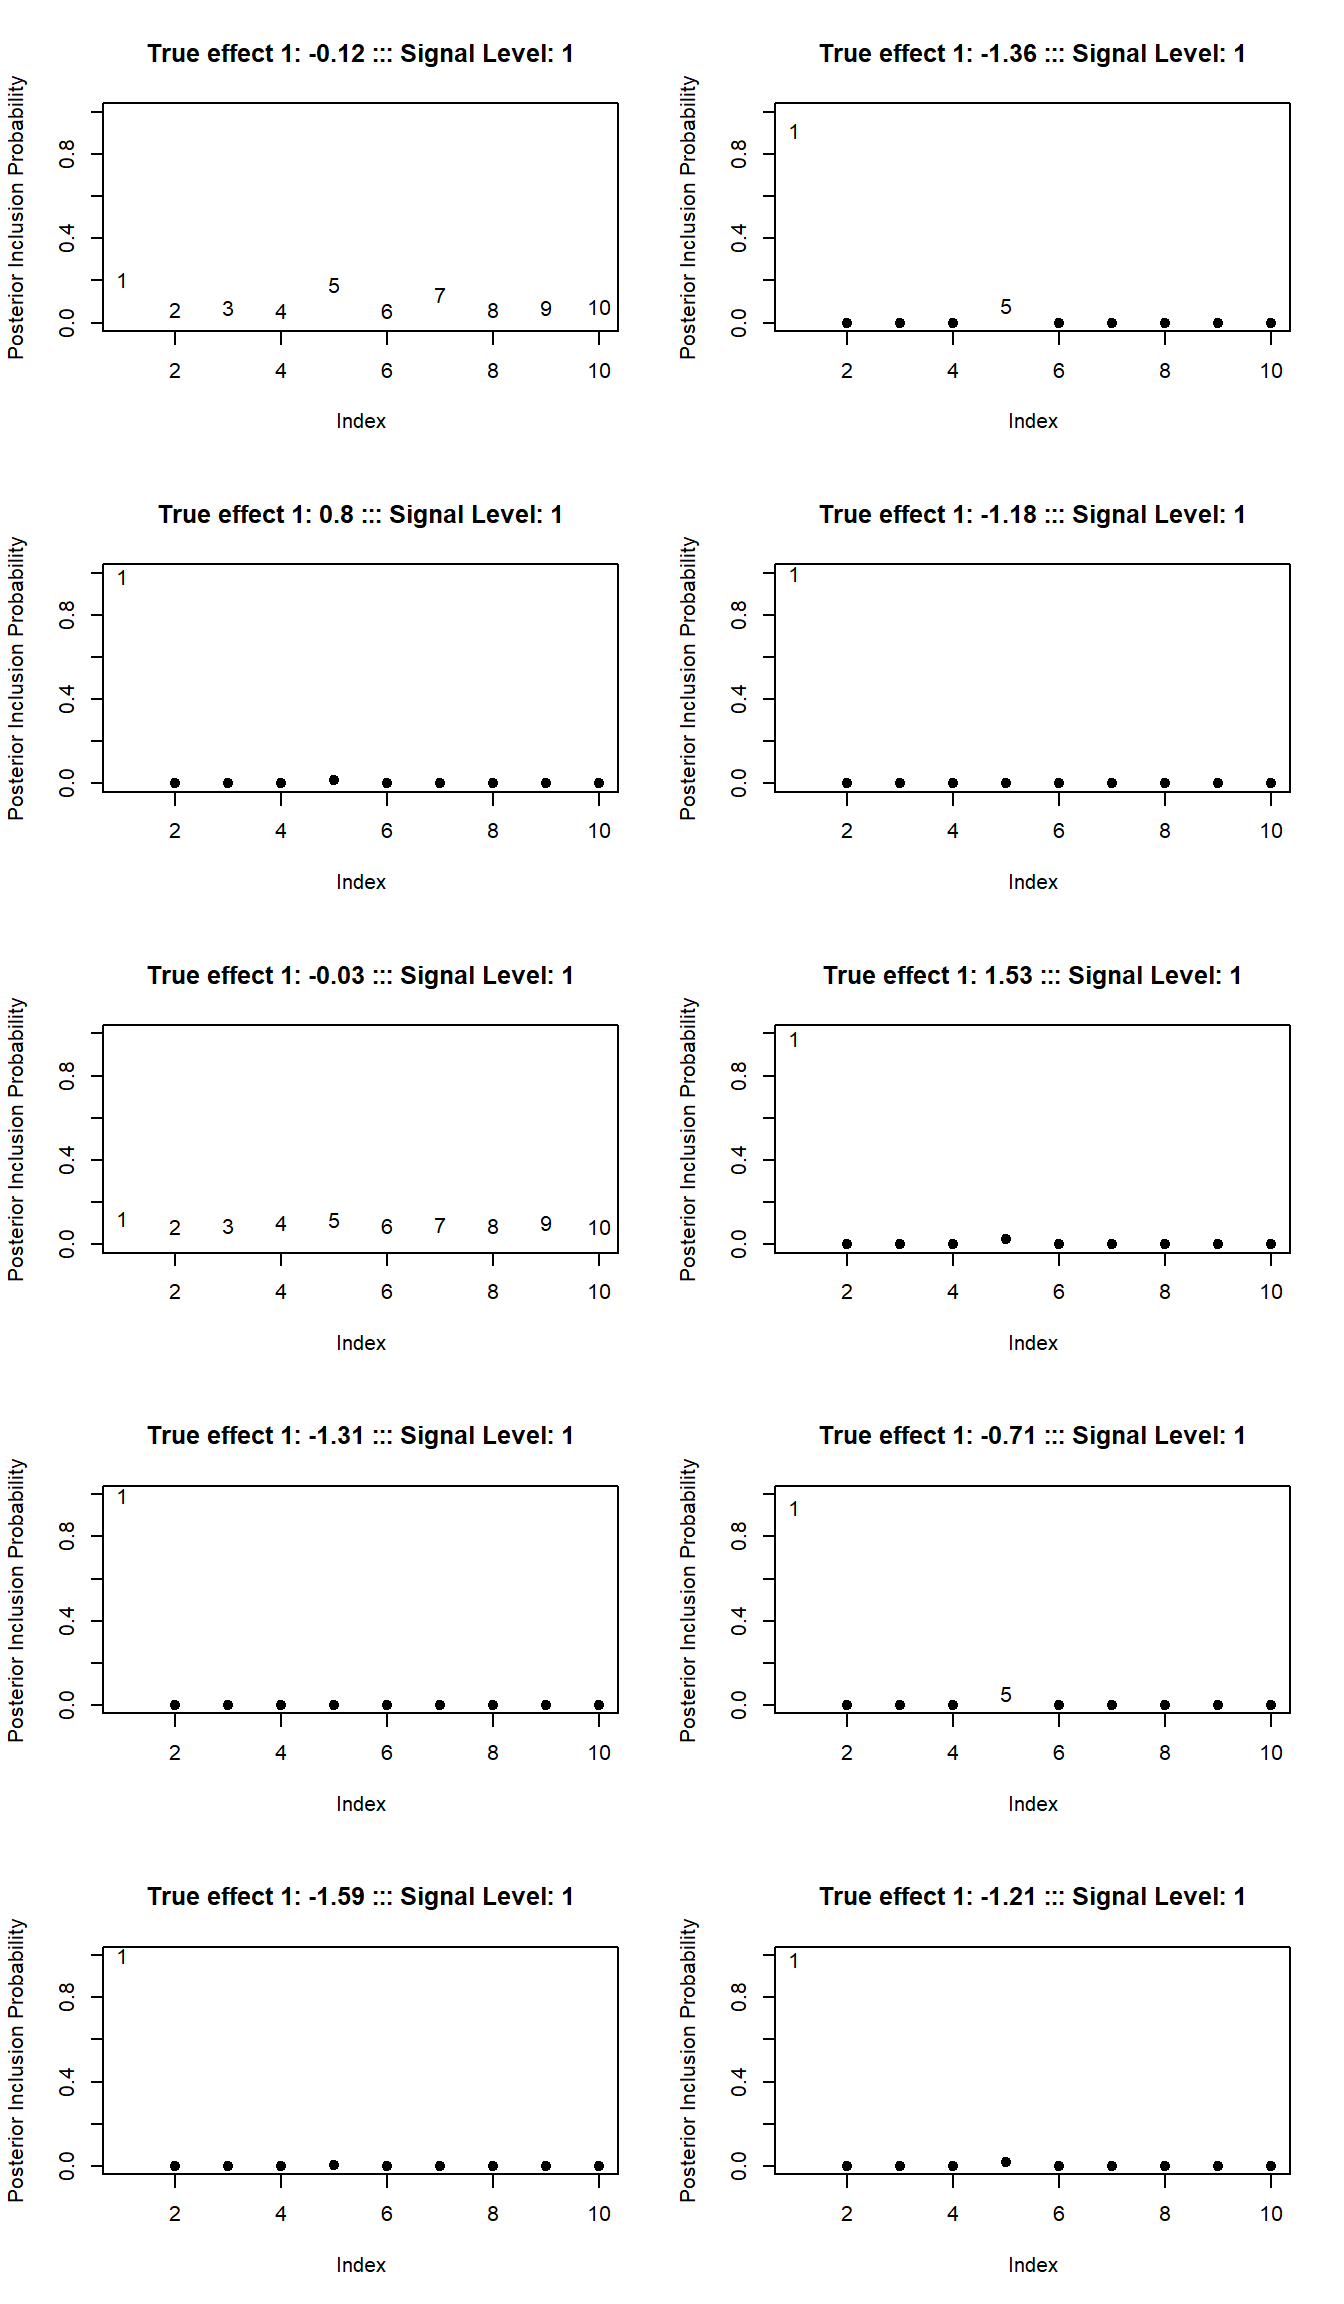 True effect 1: -0.12 ::: Signal Level: 1
Posterior Inclusion Probability
0.0 0.4 0.8
1 2 3 4 5 6 7 8 9 10
2 4 6 8 10
Index
True effect 1: -1.36 ::: Signal Level: 1
Posterior Inclusion Probability
0.0 0.4 0.8
1 5
2 4 6 8 10
Index
True effect 1: 0.8 ::: Signal Level: 1
Posterior Inclusion Probability
0.0 0.4 0.8
1
2 4 6 8 10
Index
True effect 1: -1.18 ::: Signal Level: 1
Posterior Inclusion Probability
0.0 0.4 0.8
1
2 4 6 8 10
Index
True effect 1: -0.03 ::: Signal Level: 1
Posterior Inclusion Probability
0.0 0.4 0.8
1 2 3 4 5 6 7 8 9 10
2 4 6 8 10
Index
True effect 1: 1.53 ::: Signal Level: 1
Posterior Inclusion Probability
0.0 0.4 0.8
1
2 4 6 8 10
Index
True effect 1: -1.31 ::: Signal Level: 1
Posterior Inclusion Probability
0.0 0.4 0.8
1
2 4 6 8 10
Index
True effect 1: -0.71 ::: Signal Level: 1
Posterior Inclusion Probability
0.0 0.4 0.8
1 5
2 4 6 8 10
Index
True effect 1: -1.59 ::: Signal Level: 1
Posterior Inclusion Probability
0.0 0.4 0.8
1
2 4 6 8 10
Index
True effect 1: -1.21 ::: Signal Level: 1
Posterior Inclusion Probability
0.0 0.4 0.8
1
2 4 6 8 10
Index